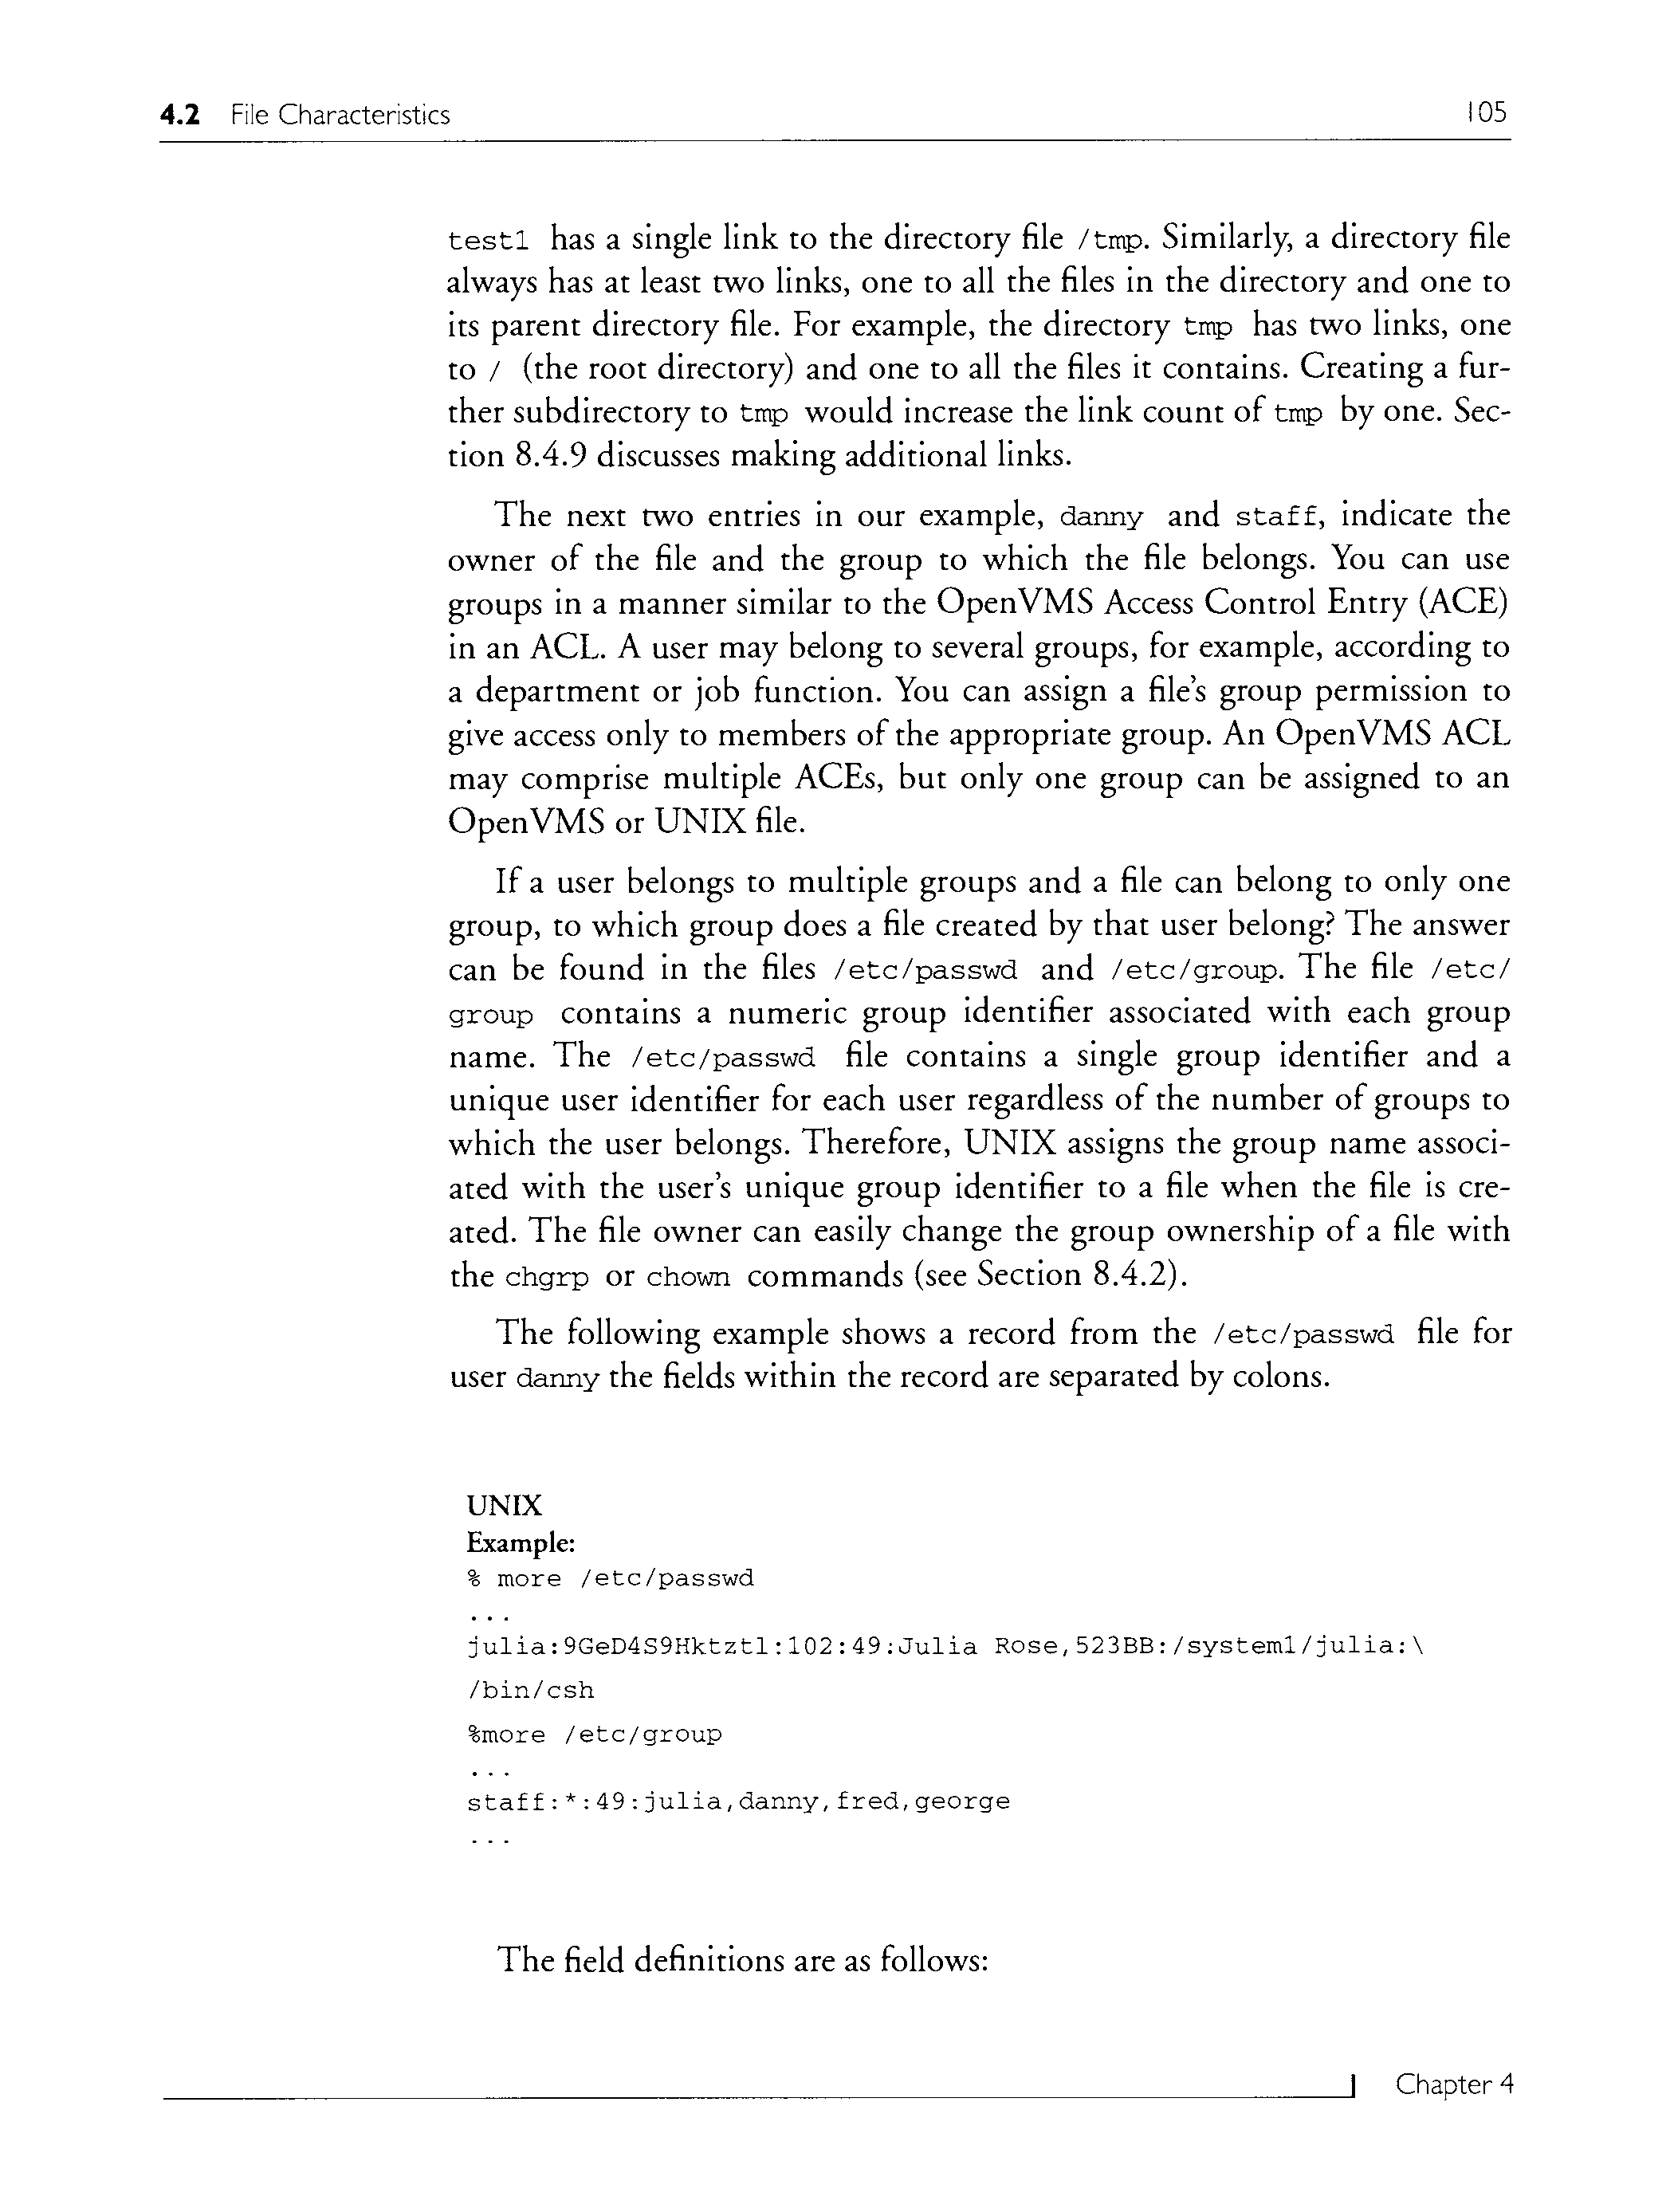 4.2 File Characteristics 105
test1 has a single link to the directory file /tmp. Similarly, a directory file
always has at least two links, one to all the files in the directory and one to
its parent directory file. For example, the directory tmp has two links, one
to / (the root directory) and one to all the files it contains. Creating a fur-
ther subdirectory to tmp would increase the link count of tmp by one. Sec-
tion 8.4.9 discusses making additional links.
The next two entries in our example, danny and staff, indicate the
owner of the file and the group to which the file belongs. You can use
groups in a manner similar to the OpenVMS Access Control Entry (ACE)
in an ACL. A user may belong to several groups, for example, according to
a department or job function. You can assign a file's group permission to
give access only to members of the appropriate group. An OpenVMS ACL
may comprise multiple ACEs, but only one group can be assigned to an
OpenVMS or UNIX file.
If a user belongs to multiple groups and a file can belong to only one
group, to which group does a file created by that user belong? The answer
can be found in the files /etc/passwd and /etc/group. The file /etc/
group contains a numeric group identifier associated with each group
name. The /etc/passwd file contains a single group identifier and a
unique user identifier for each user regardless of the number of groups to
which the user belongs. Therefore, UNIX assigns the group name associ-
ated with the user's unique group identifier to a file when the file is cre-
ated. The file owner can easily change the group ownership of a file with
the chgrp or chown commands (see Section 8.4.2).
The following example shows a record from the /etc/passwd file for
user danny the fields within the record are separated by colons.
UNIX
Example:
% more /etc/passwd
...
julia:9GeD4S9Hktztl:102:49:Julia Rose,523BB:/system1/julia:\
/bin/csh
%more /etc/group
...
staff:*:49:julia,danny,fred,george
...
The field definitions are as follows:
Chapter 4